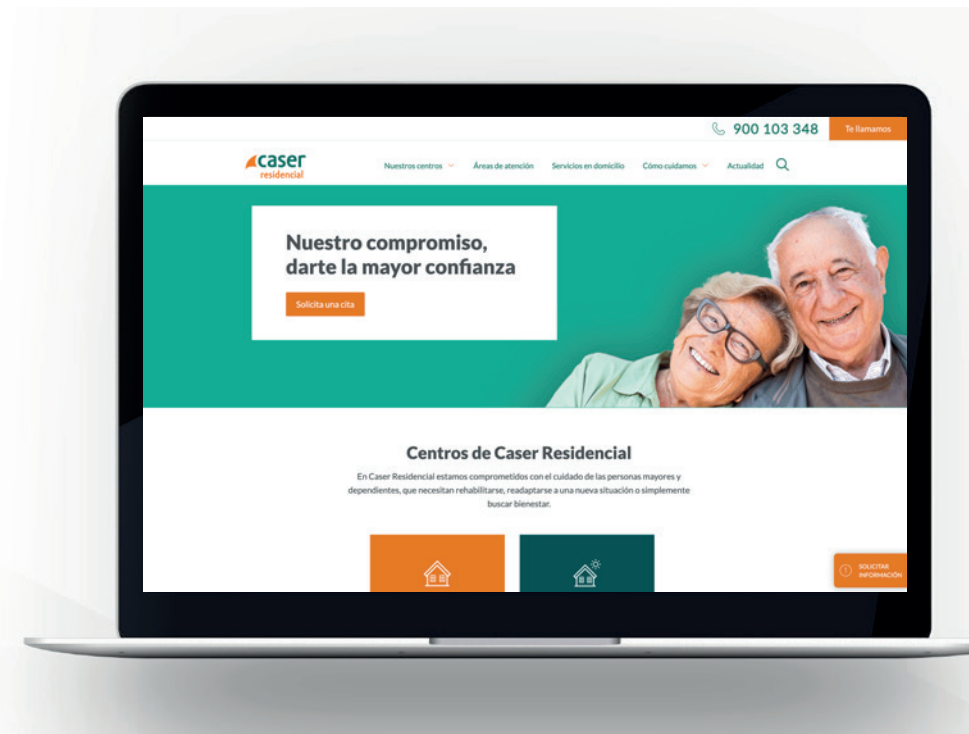 900 103 348
Te llamamos
caser
residencial
Nuestros centros
Áreas de atención
Servicios en domicilio
Cómo cuidamos
Actualidad
Nuestro compromiso,
darte la mayor confianza
Solicita una cita
Centros de Caser Residencial
En Caser Residencial estamos comprometidos con el cuidado de las personas mayores y
dependientes, que necesitan rehabilitarse, readaptarse a una nueva situación o simplemente
buscar bienestar.
SOLICITAR
INFORMACIÓN